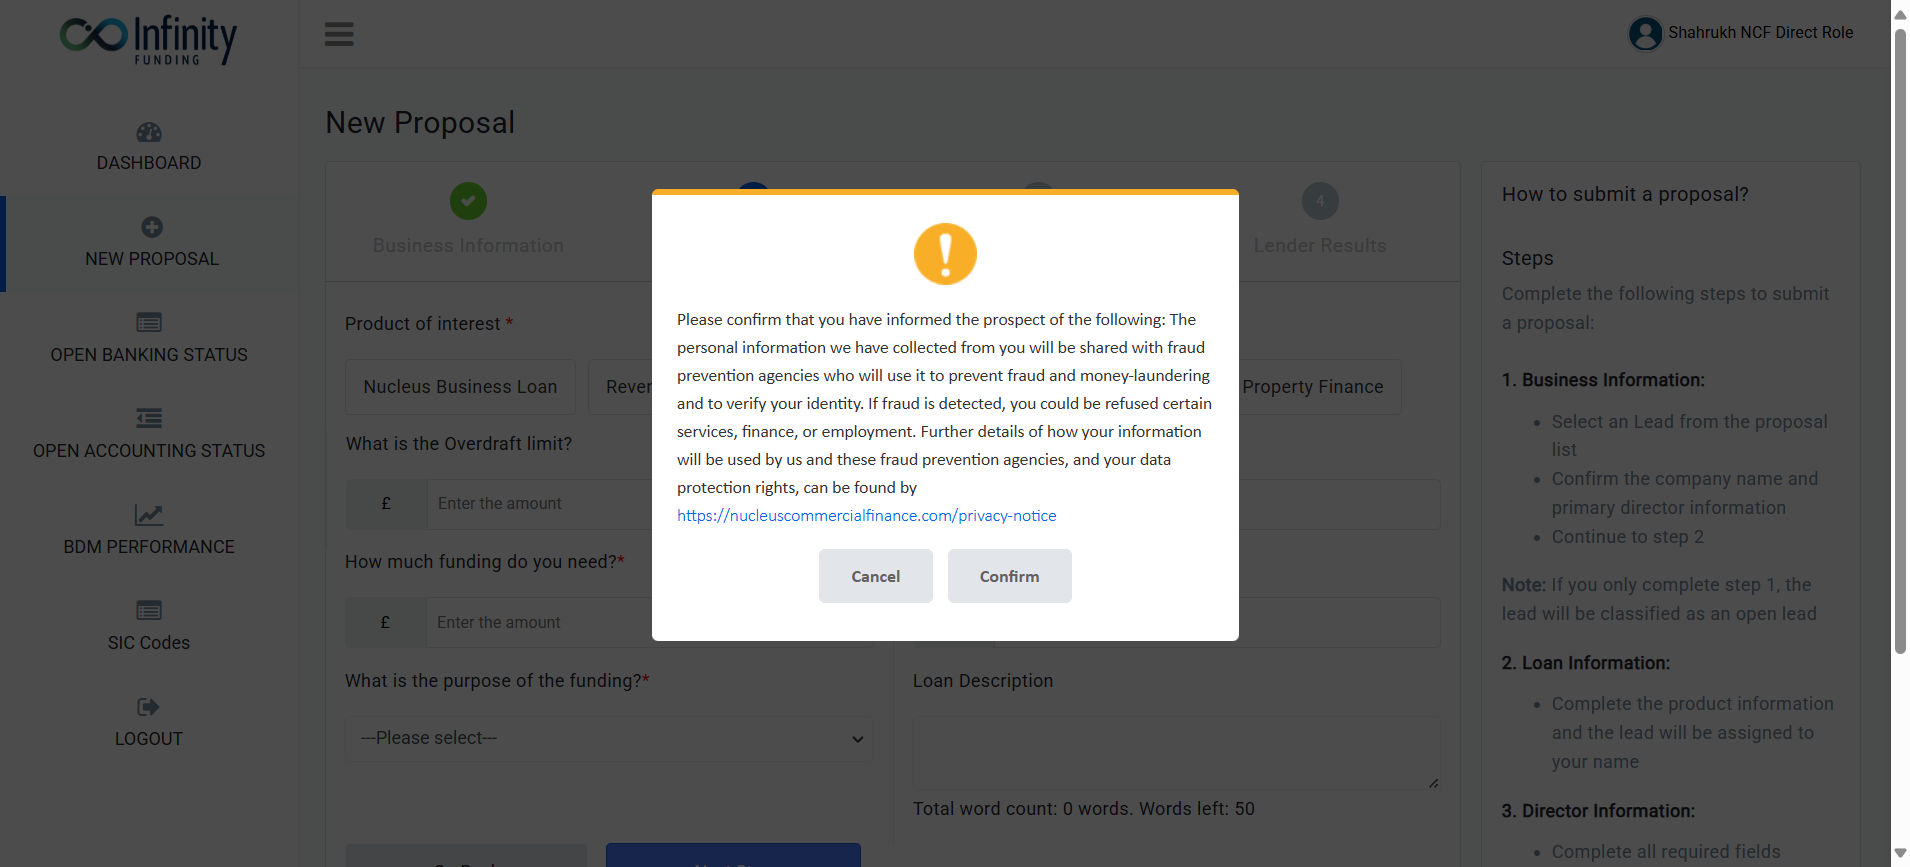 Infinity
FUNDING
Shahrukh NCF Direct Role
DASHBOARD
NEW PROPOSAL
OPEN BANKING STATUS
OPEN ACCOUNTING STATUS
BDM PERFORMANCE
SIC Codes
LOGOUT
New Proposal
Business Information
4
Lender Results
Product of interest *
Nucleus Business Loan
Property Finance
What is the Overdraft limit?
£
Enter the amount
How much funding do you need?*
£
Enter the amount
What is the purpose of the funding?*
---Please select---
Loan Description
Total word count: 0 words. Words left: 50
Please confirm that you have informed the prospect of the following: The
personal information we have collected from you will be shared with fraud
prevention agencies who will use it to prevent fraud and money-laundering
and to verify your identity. If fraud is detected, you could be refused certain
services, finance, or employment. Further details of how your information
will be used by us and these fraud prevention agencies, and your data
protection rights, can be found by
https://nucleuscommercialfinance.com/privacy-notice
Cancel
Confirm
How to submit a proposal?
Steps
Complete the following steps to submit
a proposal:
1. Business Information:
• Select an Lead from the proposal
list
• Confirm the company name and
primary director information
• Continue to step 2
Note: If you only complete step 1, the
lead will be classified as an open lead
2. Loan Information:
• Complete the product information
and the lead will be assigned to
your name
3. Director Information:
• Complete all required fields